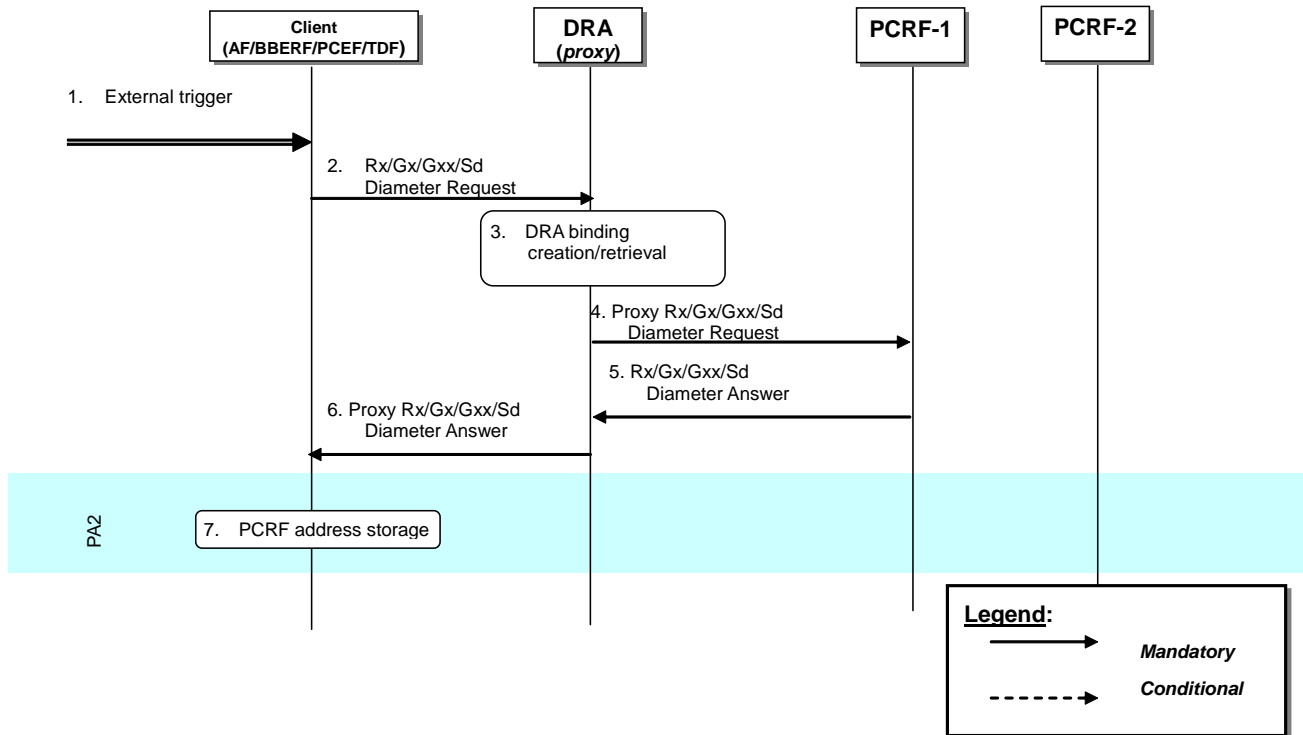 Client
(AF/BBERF/PCEF/TDF)
DRA
(proxy)
PCRF-1
PCRF-2
1. External trigger
2. Rx/Gx/Gxx/Sd
Diameter Request
3. DRA binding
creation/retrieval
4. Proxy Rx/Gx/Gxx/Sd
Diameter Request
5. Rx/Gx/Gxx/Sd
Diameter Answer
6. Proxy Rx/Gx/Gxx/Sd
Diameter Answer
PA2
7. PCRF address storage
Legend:
Mandatory
Conditional